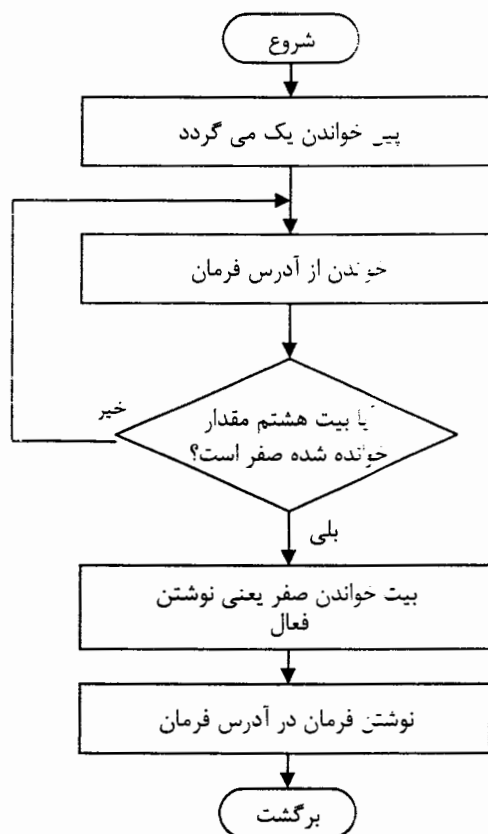 شروع
پین خواندن یک می گردد
خواندن از آدرس فرمان
آیا بیت هشتم مقدار
خوانده شده صفر است؟
خیر
بلی
بیت خواندن صفر یعنی نوشتن
فعال
نوشتن فرمان در آدرس فرمان
برگشت